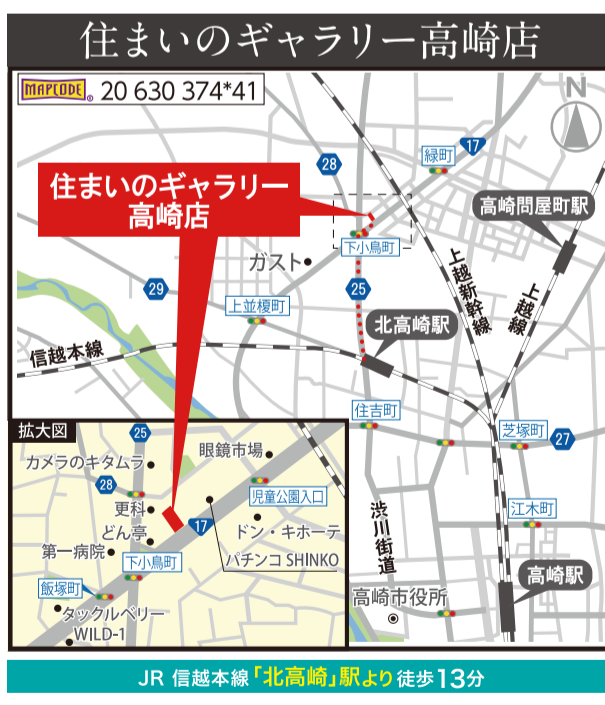 住まいのギャラリー高崎店
MAPCODE® 20 630 374*41
N
17
緑町
28
住まいのギャラリー
高崎店
高崎問屋町駅
下小鳥町
ガスト
上越新幹線
上越線
29
25
上並榎町
北高崎駅
信越本線
住吉町
芝塚町
27
渋川街道
江木町
高崎駅
高崎市役所
拡大図
25
眼鏡市場
カメラのキタムラ
28
児童公園入口
更科
17
どん亭
ドン・キホーテ
第一病院
下小鳥町
パチンコ SHINKO
飯塚町
タックルベリー
WILD-1
JR 信越本線「北高崎」駅より徒歩13分